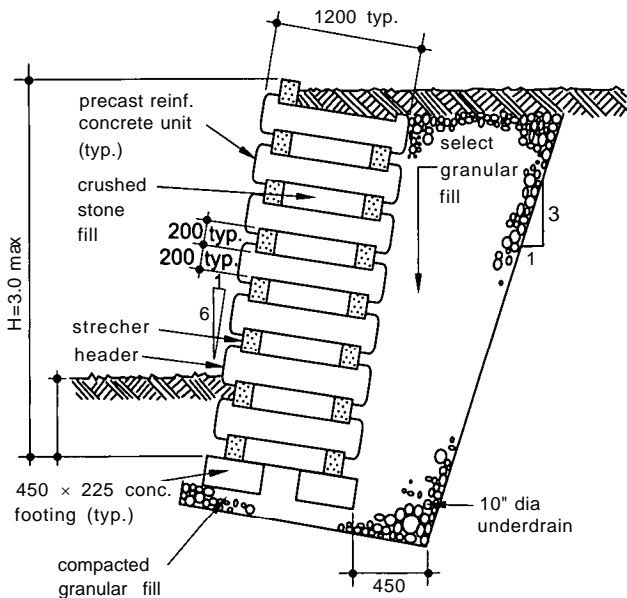 1200 typ.
precast reinf.
concrete unit
(typ.)
crushed
stone
fill
select
granular
fill
200 typ.
200 typ.
3
1
H=3.0 max
1
6
strecher
header
450 × 225 conc.
footing (typ.)
10" dia
underdrain
compacted
granular fill
450